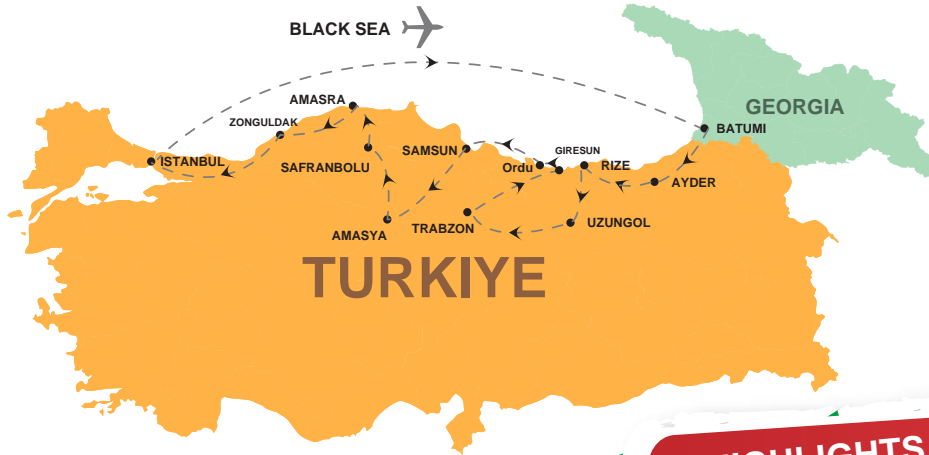 BLACK SEA
AMASRA
GEORGIA
ZONGULDAK
BATUMI
ISTANBUL
SAFRANBOLU
SAMSUN
GIRESUN
Ordu
RIZE
AYDER
AMASYA
TRABZON
UZUNGOL
TURKIYE